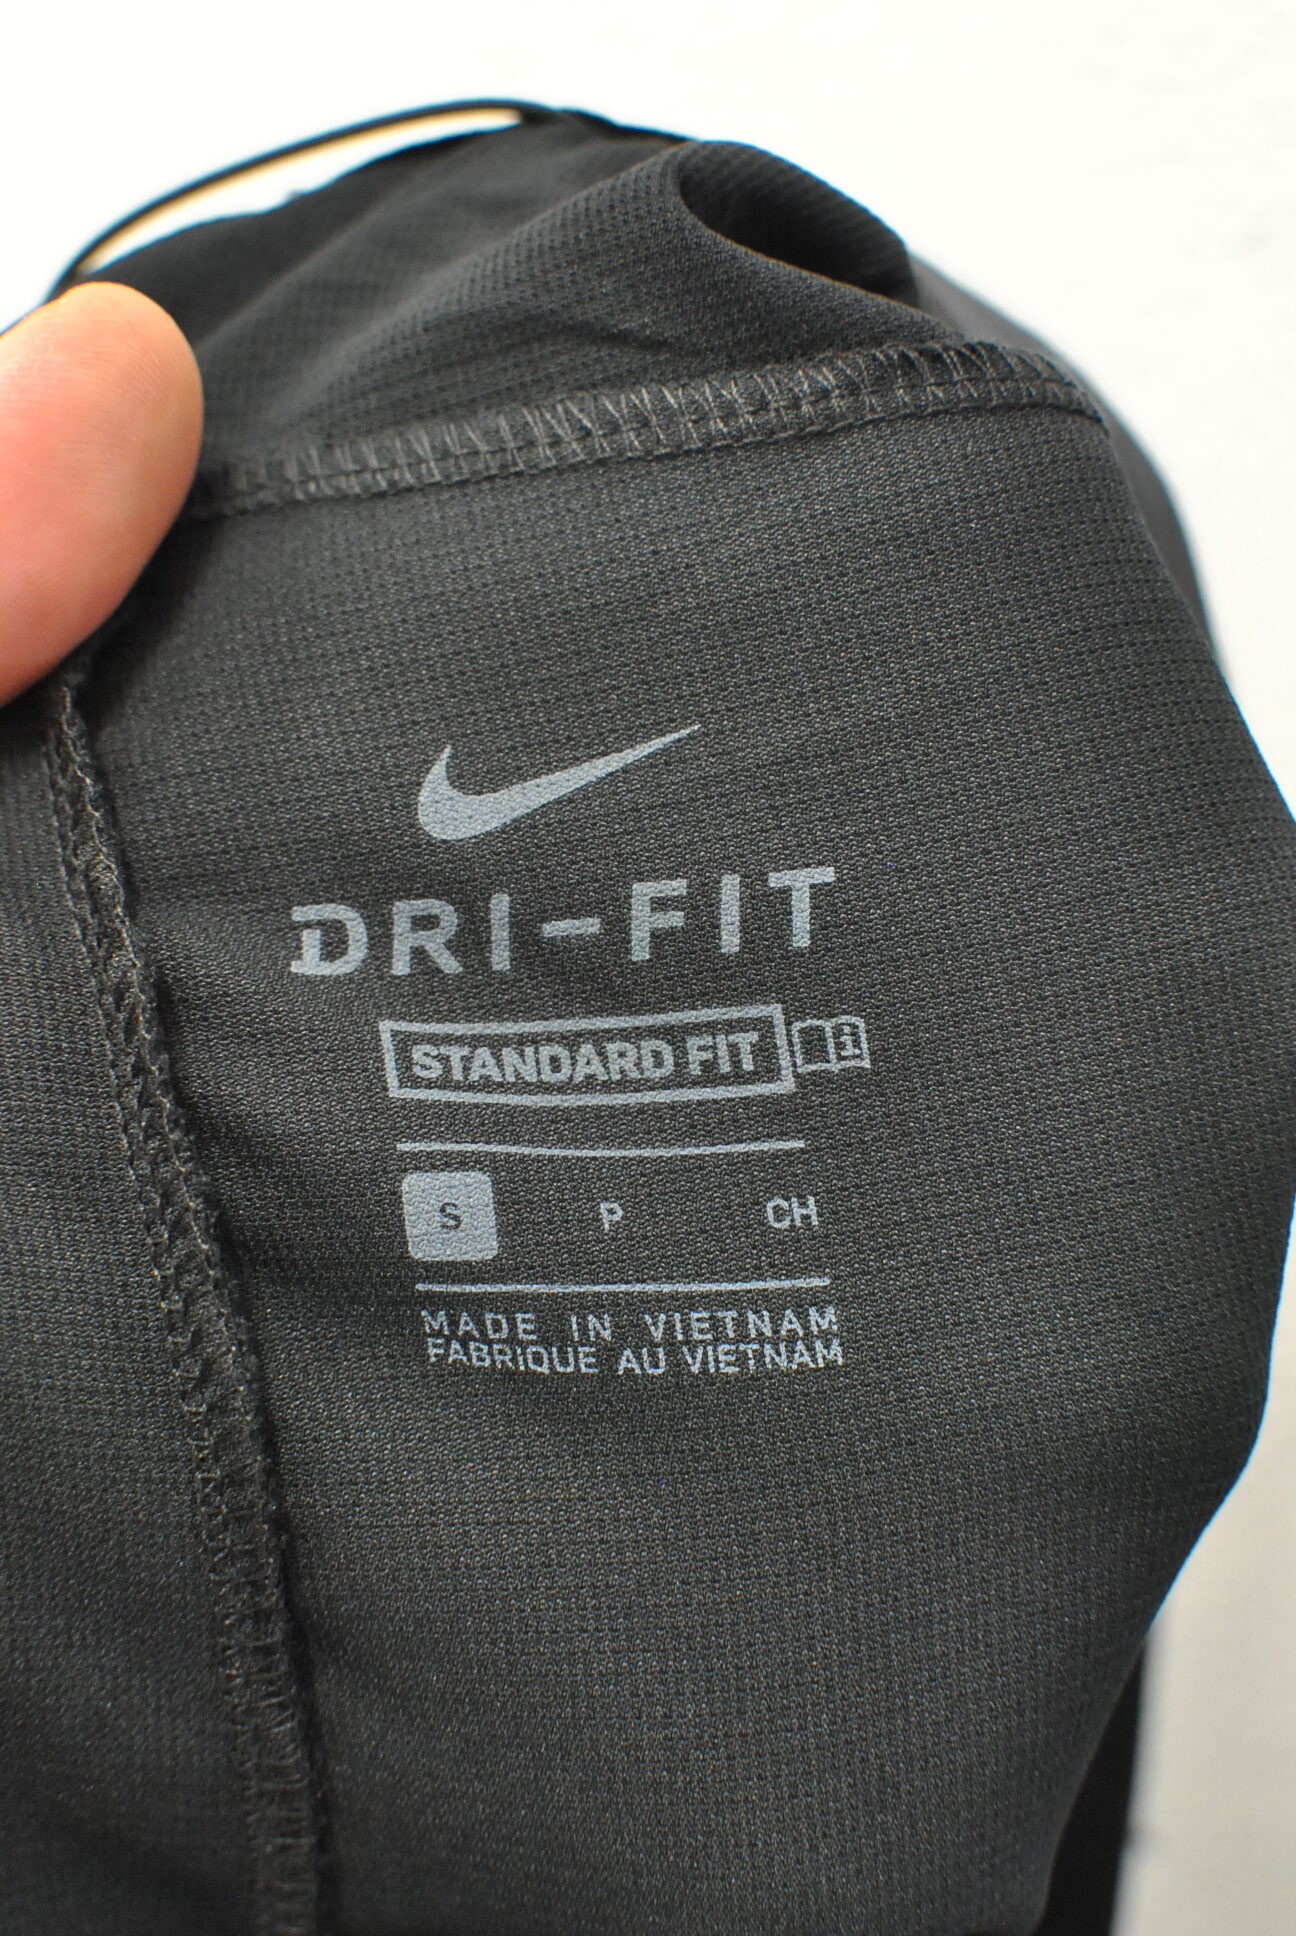 DRI-FIT
STANDARD FIT
S P CH
MADE IN VIETNAM
FABRIQUE AU VIETNAM